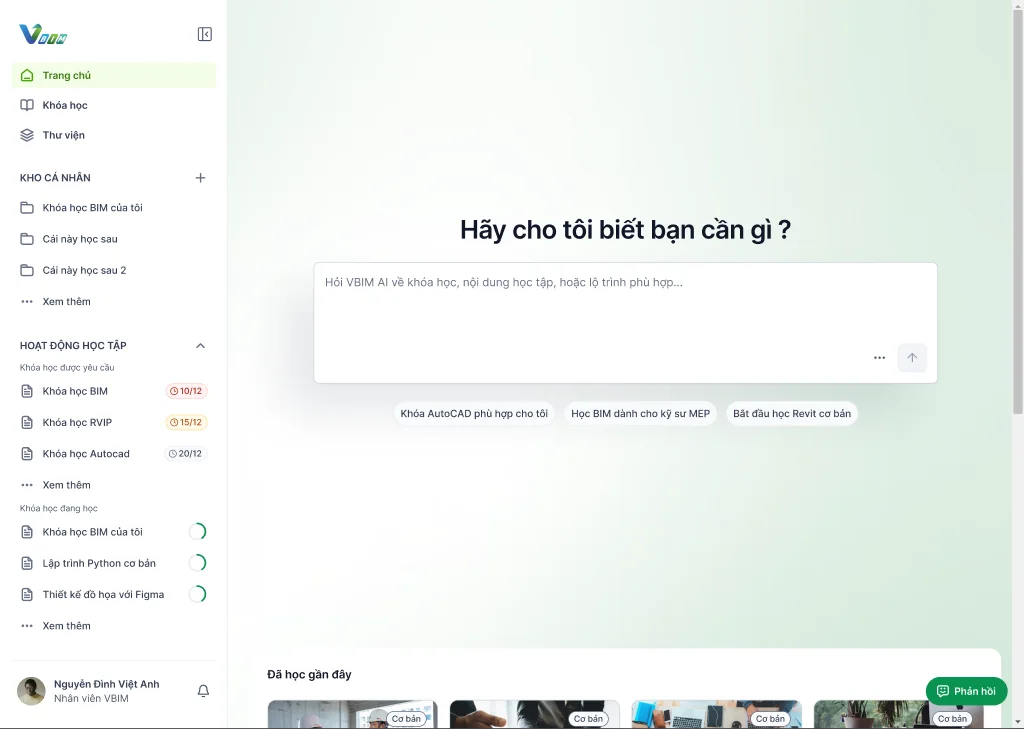 VBIM
Trang chủ
Khóa học
Thư viện
KHO CÁ NHÂN
Khóa học BIM của tôi
Cái này học sau
Cái này học sau 2
Xem thêm
HOẠT ĐỘNG HỌC TẬP
Khóa học được yêu cầu
Khóa học BIM 10/12
Khóa học RVIP 15/12
Khóa học Autocad 20/12
Xem thêm
Khóa học đang học
Khóa học BIM của tôi
Lập trình Python cơ bản
Thiết kế đồ họa với Figma
Xem thêm
Nguyễn Đình Việt Anh
Nhân viên VBIM
Hãy cho tôi biết bạn cần gì ?
Hỏi VBIM AI về khóa học, nội dung học tập, hoặc lộ trình phù hợp...
Khóa AutoCAD phù hợp cho tôi
Học BIM dành cho kỹ sư MEP
Bắt đầu học Revit cơ bản
Đã học gần đây
Phản hồi
Cơ bản
Cơ bản
Cơ bản
Cơ bản